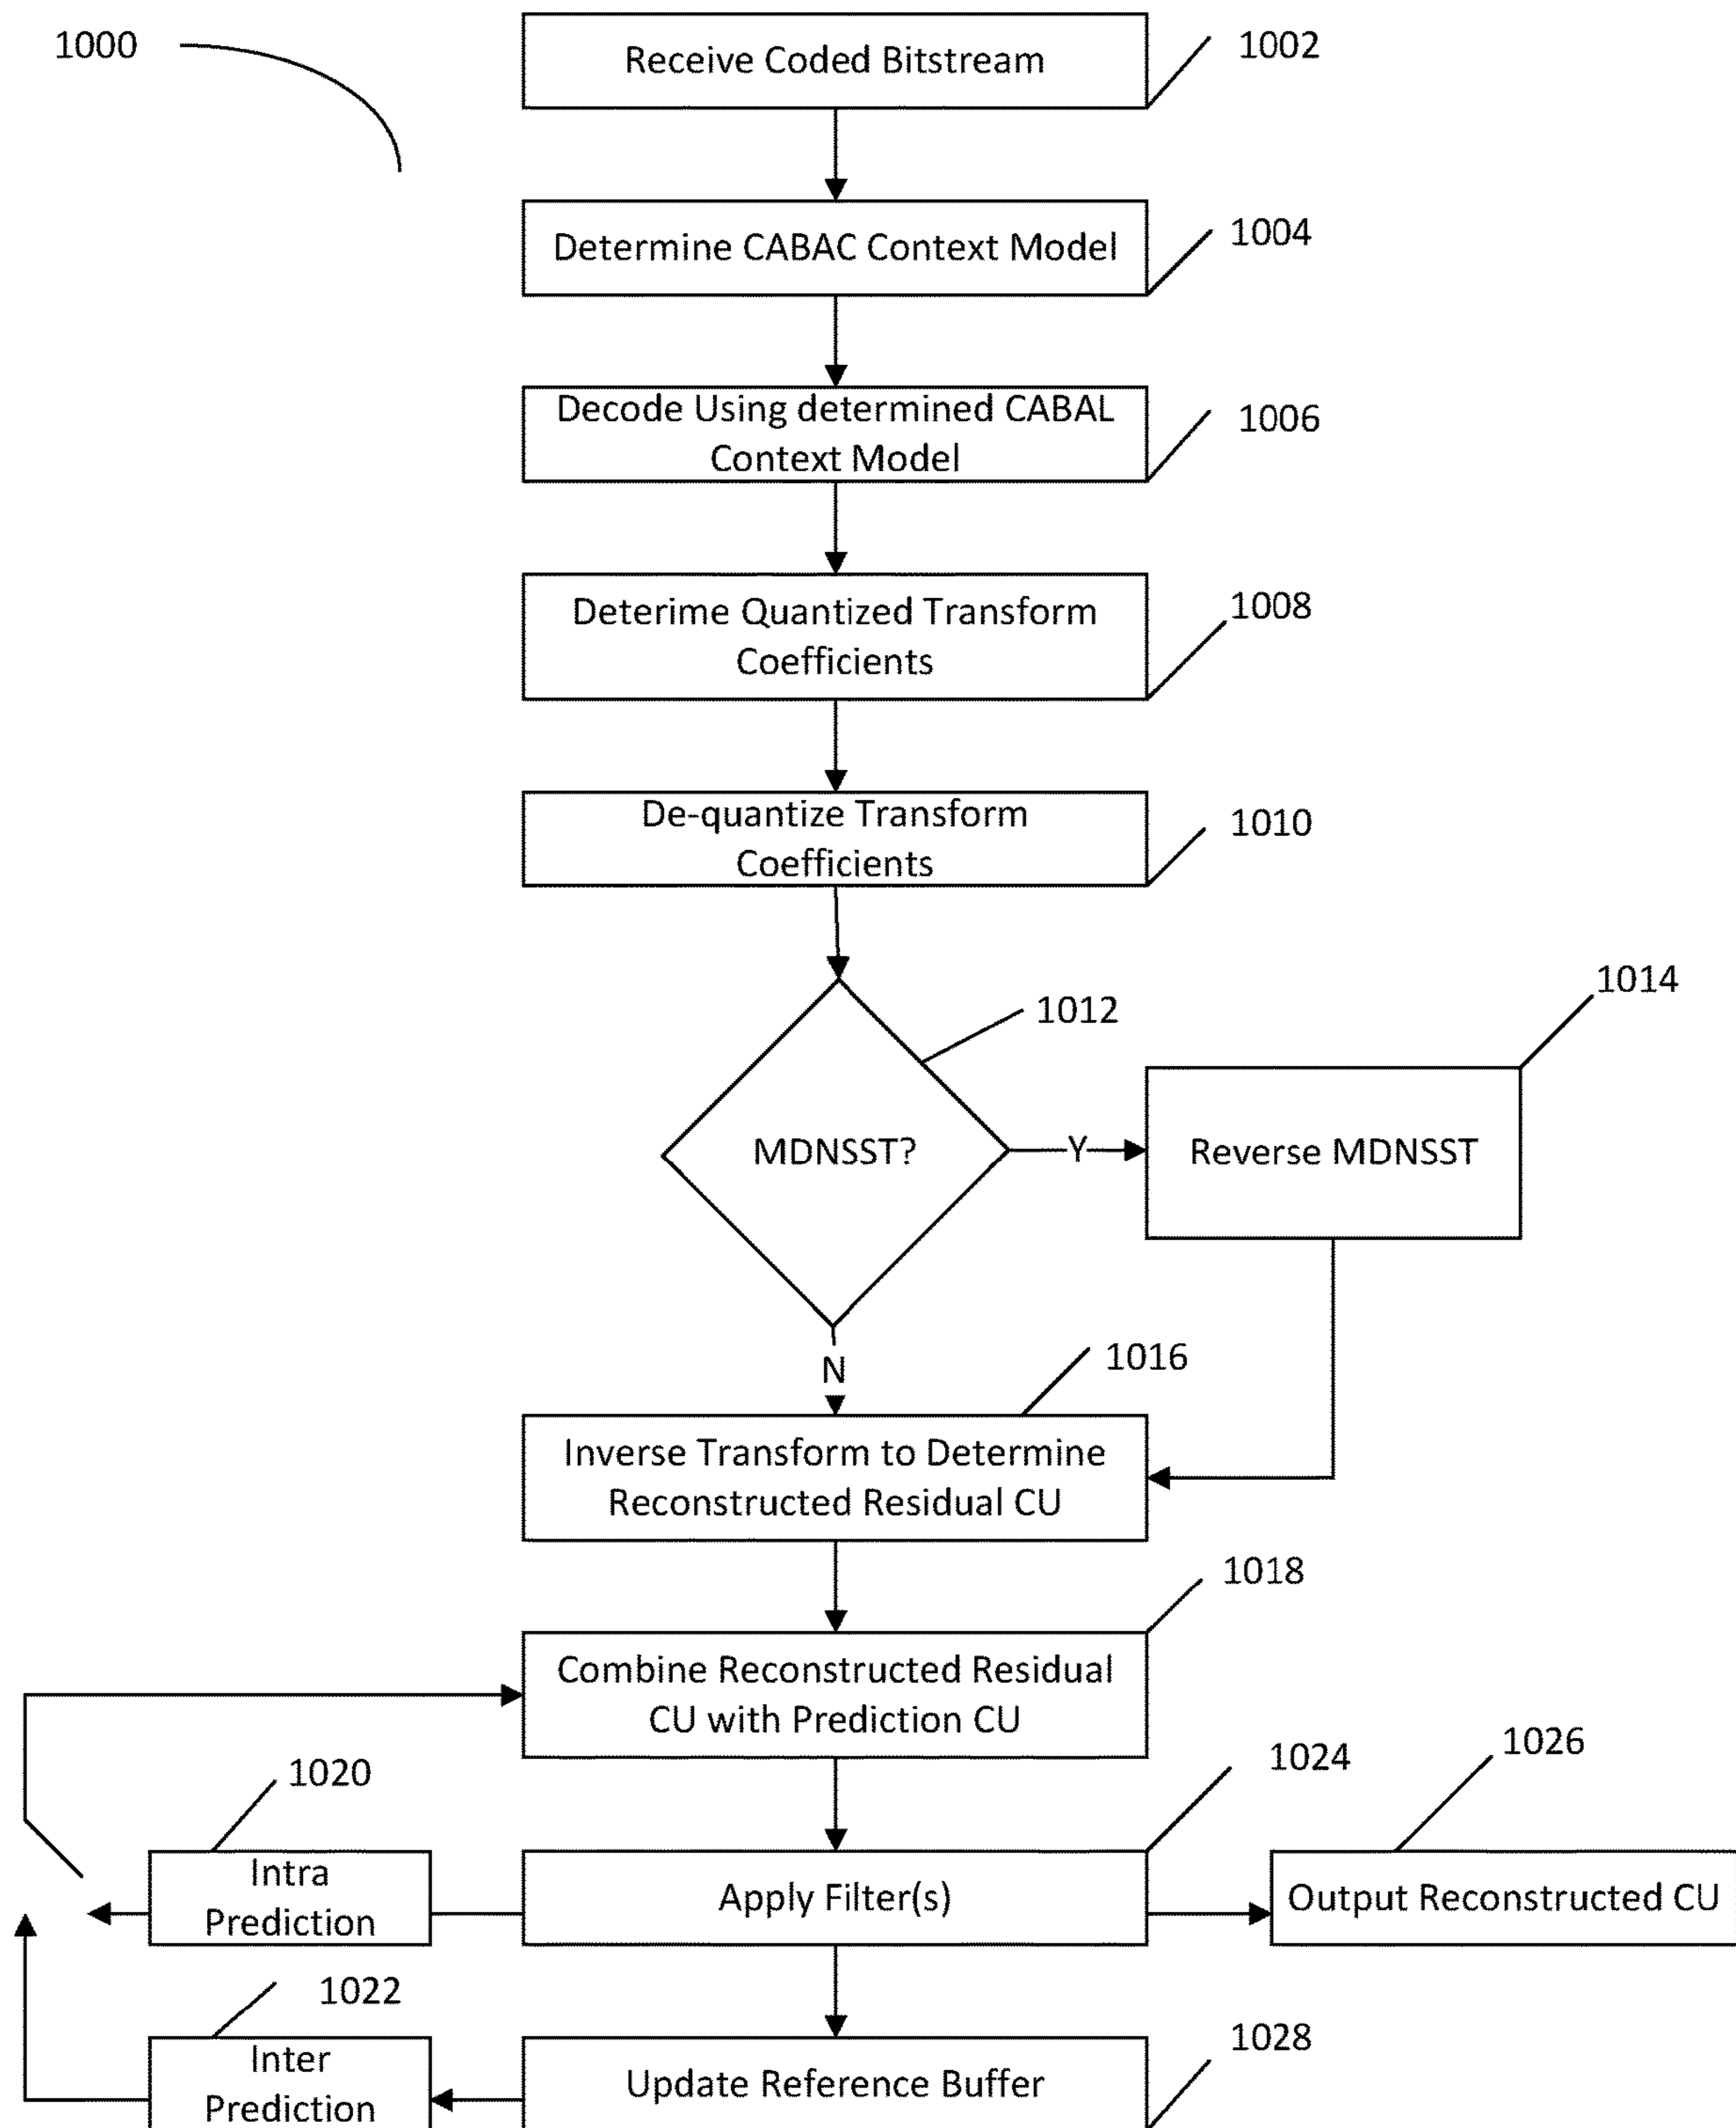 1000
Receive Coded Bitstream
1002
Determine CABAC Context Model
1004
Decode Using determined CABAL
Context Model
1006
Deterime Quantized Transform
Coefficients
1008
De-quantize Transform
Coefficients
1010
1012
1014
MDNSST?
Y
Reverse MDNSST
N
1016
Inverse Transform to Determine
Reconstructed Residual CU
1018
Combine Reconstructed Residual
CU with Prediction CU
1020
1024
1026
Intra
Prediction
Apply Filter(s)
Output Reconstructed CU
1022
1028
Inter
Prediction
Update Reference Buffer